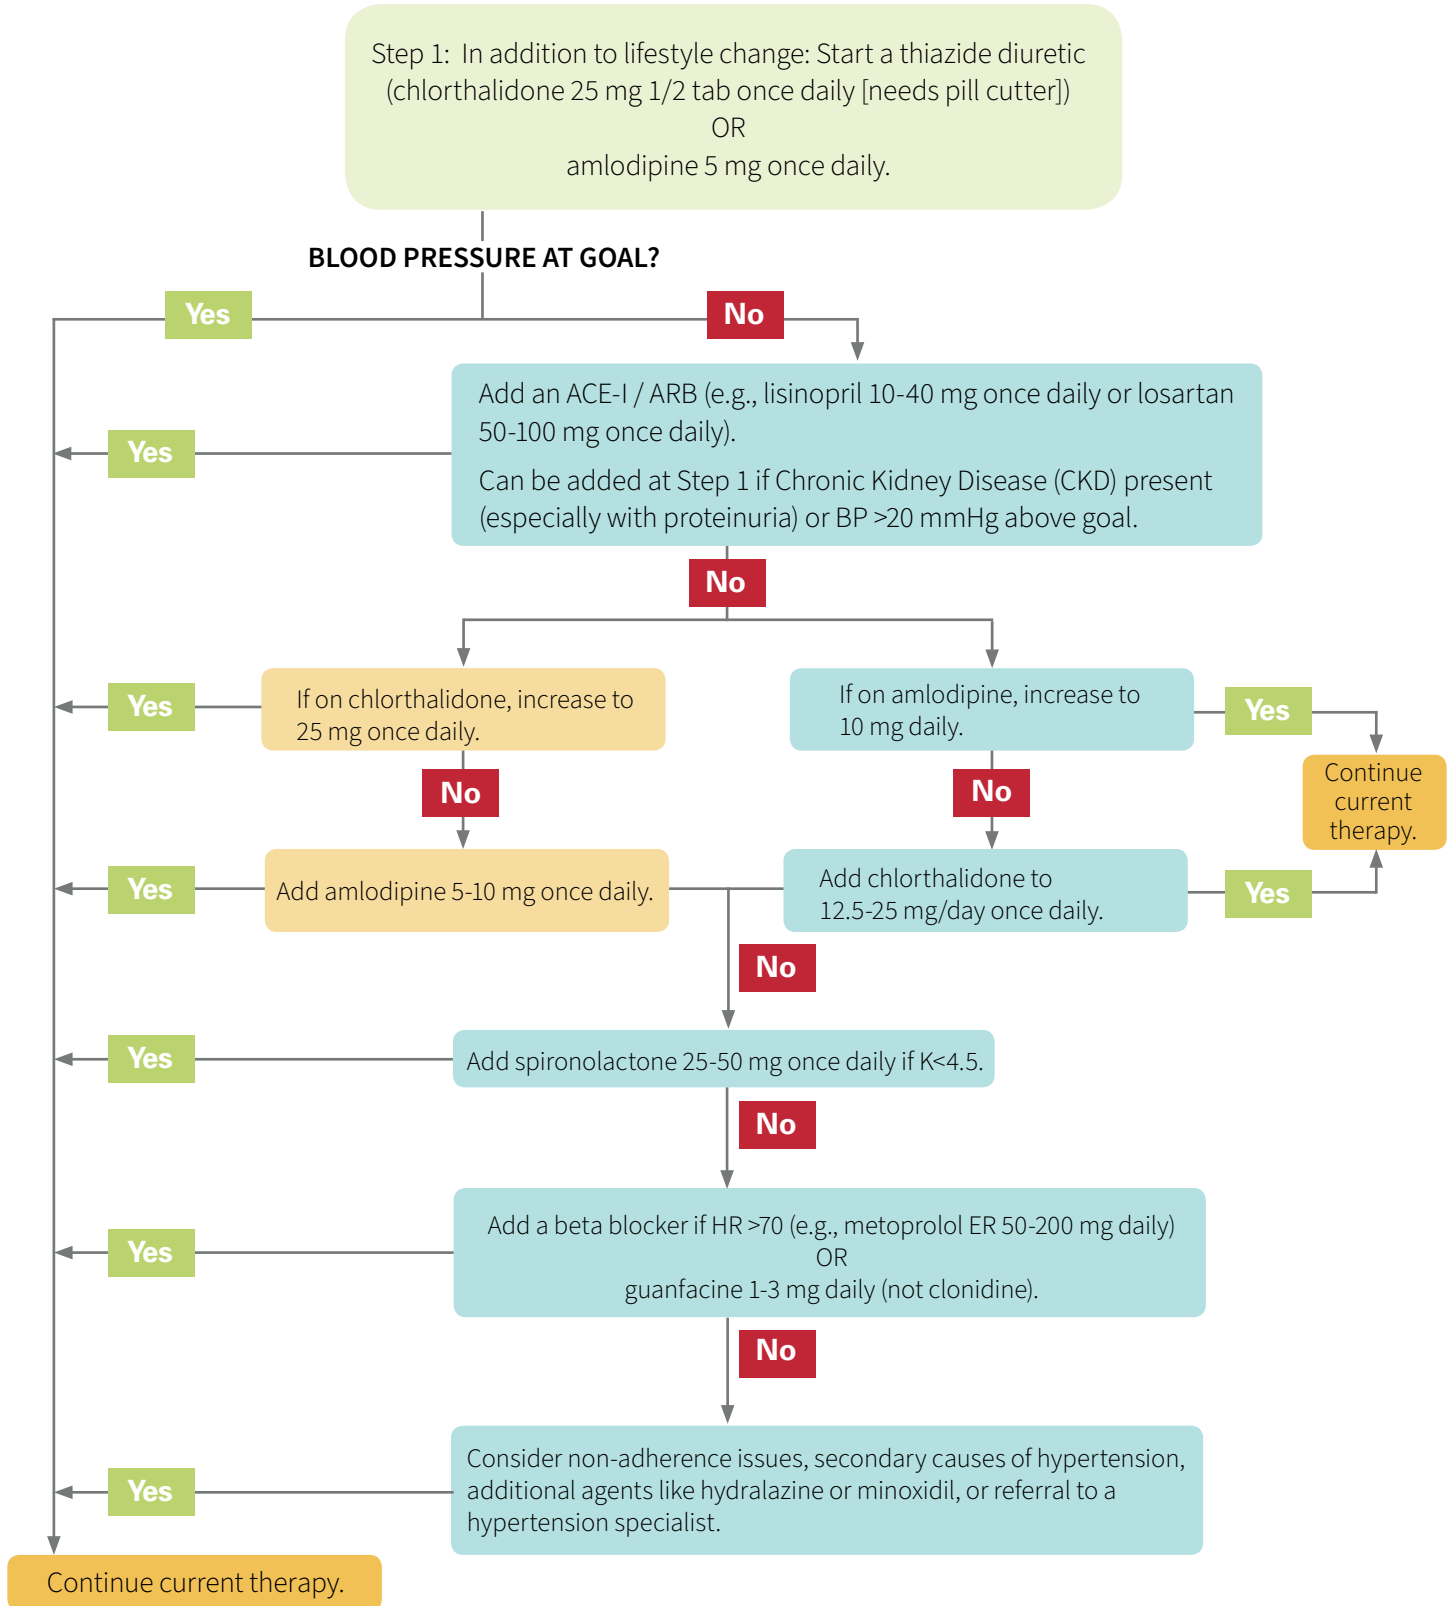 Step 1: In addition to lifestyle change: Start a thiazide diuretic
(chlorthalidone 25 mg 1/2 tab once daily [needs pill cutter])
OR
amlodipine 5 mg once daily.
BLOOD PRESSURE AT GOAL?
Yes
No
Add an ACE-I / ARB (e.g., lisinopril 10-40 mg once daily or losartan
50-100 mg once daily).
Can be added at Step 1 if Chronic Kidney Disease (CKD) present
(especially with proteinuria) or BP >20 mmHg above goal.
Yes
No
If on chlorthalidone, increase to
25 mg once daily.
Yes
If on amlodipine, increase to
10 mg daily.
Yes
No
No
Continue
current
therapy.
Yes
Add amlodipine 5-10 mg once daily.
Add chlorthalidone to
12.5-25 mg/day once daily.
Yes
No
Yes
Add spironolactone 25-50 mg once daily if K<4.5.
No
Yes
Add a beta blocker if HR >70 (e.g., metoprolol ER 50-200 mg daily)
OR
guanfacine 1-3 mg daily (not clonidine).
No
Yes
Consider non-adherence issues, secondary causes of hypertension,
additional agents like hydralazine or minoxidil, or referral to a
hypertension specialist.
Continue current therapy.